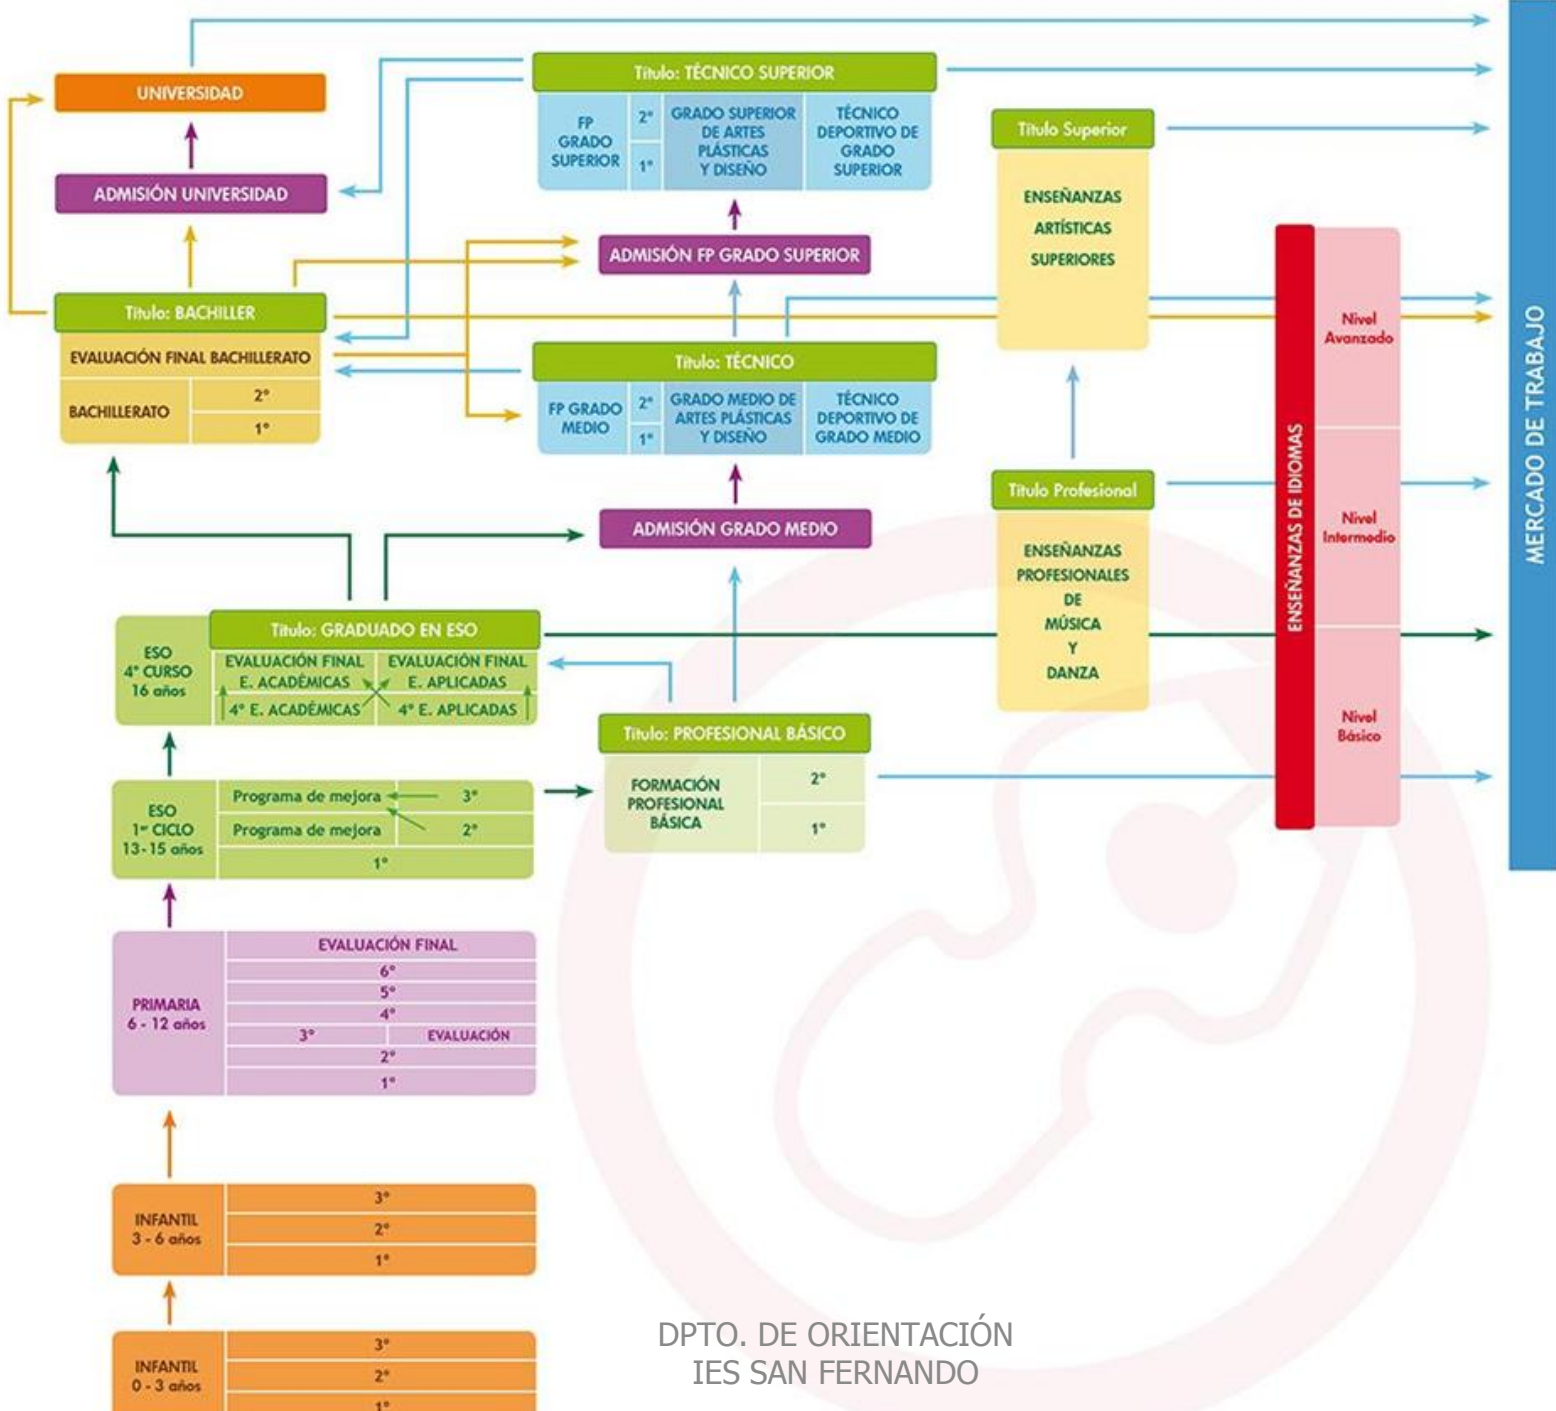 UNIVERSIDAD
ADMISIÓN UNIVERSIDAD
Título: BACHILLER
EVALUACIÓN FINAL BACHILLERATO
BACHILLERATO
2º
1º
Título: TÉCNICO SUPERIOR
FP
GRADO
SUPERIOR
2º
1º
GRADO SUPERIOR
DE ARTES
PLÁSTICAS
Y DISEÑO
TÉCNICO
DEPORTIVO DE
GRADO
SUPERIOR
ADMISIÓN FP GRADO SUPERIOR
Título: TÉCNICO
FP GRADO
MEDIO
2º
1º
GRADO MEDIO DE
ARTES PLÁSTICAS
Y DISEÑO
TÉCNICO
DEPORTIVO DE
GRADO MEDIO
ADMISIÓN GRADO MEDIO
Título Superior
ENSEÑANZAS
ARTÍSTICAS
SUPERIORES
Título Profesional
ENSEÑANZAS
PROFESIONALES
DE
MÚSICA
Y
DANZA
ENSEÑANZAS DE IDIOMAS
Nivel
Avanzado
Nivel
Intermedio
Nivel
Básico
MERCADO DE TRABAJO
ESO
4º CURSO
16 años
Título: GRADUADO EN ESO
EVALUACIÓN FINAL
E. ACADÉMICAS
EVALUACIÓN FINAL
E. APLICADAS
4º E. ACADÉMICAS
4º E. APLICADAS
Título: PROFESIONAL BÁSICO
FORMACIÓN
PROFESIONAL
BÁSICA
2º
1º
ESO
1er CICLO
13-15 años
Programa de mejora
3º
Programa de mejora
2º
1º
PRIMARIA
6 - 12 años
EVALUACIÓN FINAL
6º
5º
4º
3º
EVALUACIÓN
2º
1º
INFANTIL
3 - 6 años
3º
2º
1º
INFANTIL
0 - 3 años
3º
2º
1º
DPTO. DE ORIENTACIÓN
IES SAN FERNANDO